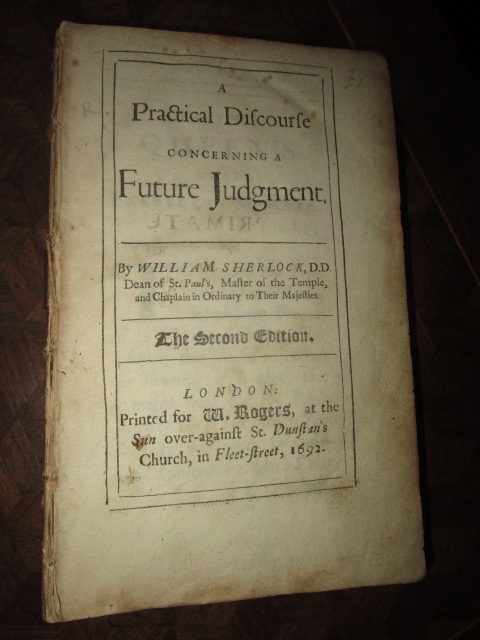 A
Practical Diſcourſe
CONCERNING A
Future Judgment.
By WILLIAM SHERLOCK, D.D.
Dean of St. Paul's, Maſter of the Temple,
and Chaplain in Ordinary to Their Majeſties.
The Second Edition.
LONDON:
Printed for W. Rogers, at the
Sun over-againſt St. Dunſtan's
Church, in Fleet-ſtreet, 1692.